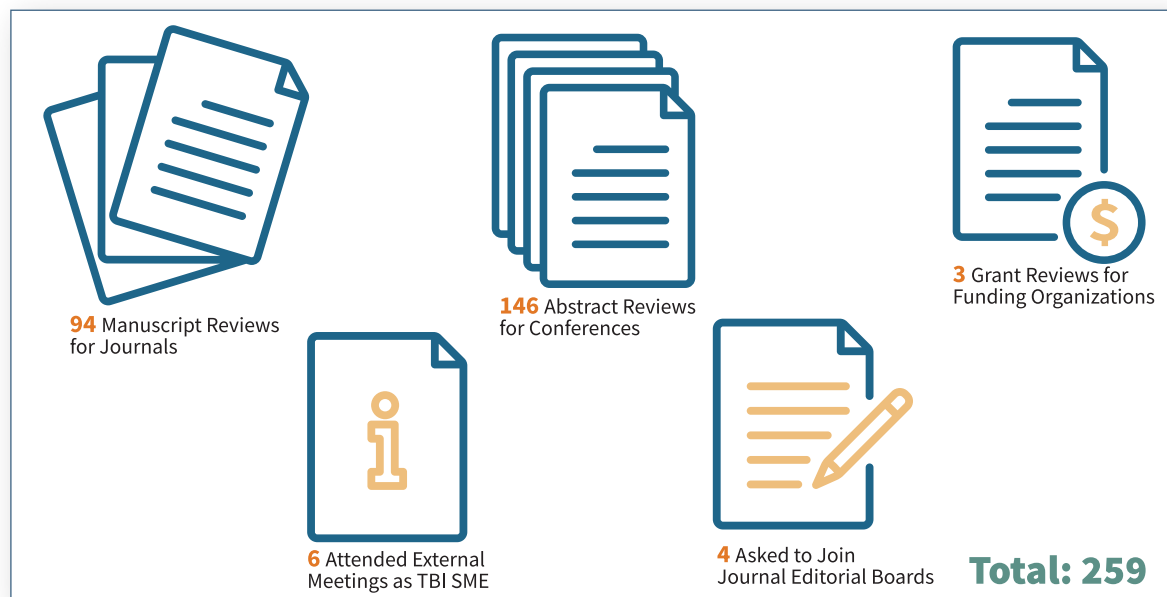 94 Manuscript Reviews
for Journals
146 Abstract Reviews
for Conferences
$
3 Grant Reviews for
Funding Organizations
i
6 Attended External
Meetings as TBI SME
4 Asked to Join
Journal Editorial Boards
Total: 259